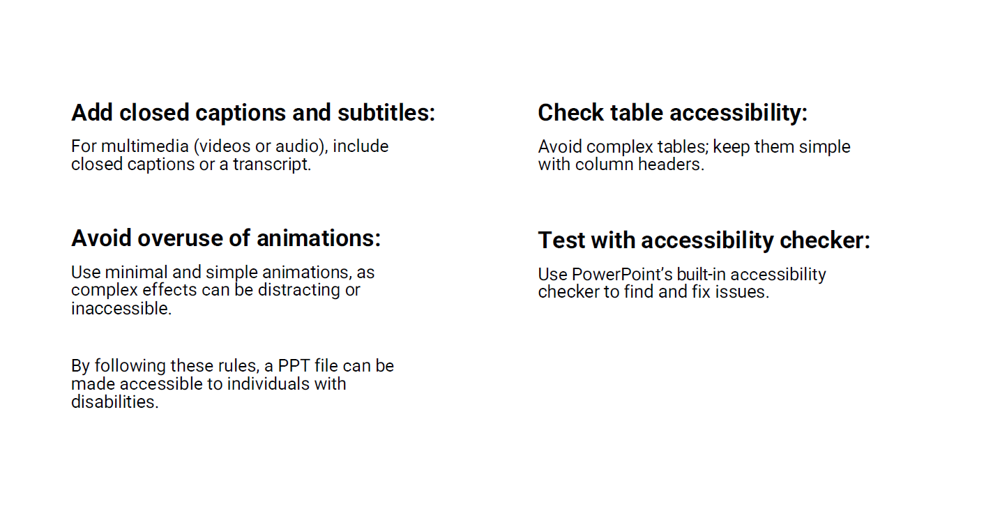 Add closed captions and subtitles:
For multimedia (videos or audio), include
closed captions or a transcript.
Avoid overuse of animations:
Use minimal and simple animations, as
complex effects can be distracting or
inaccessible.
By following these rules, a PPT file can be
made accessible to individuals with
disabilities.
Check table accessibility:
Avoid complex tables; keep them simple
with column headers.
Test with accessibility checker:
Use PowerPoint’s built-in accessibility
checker to find and fix issues.